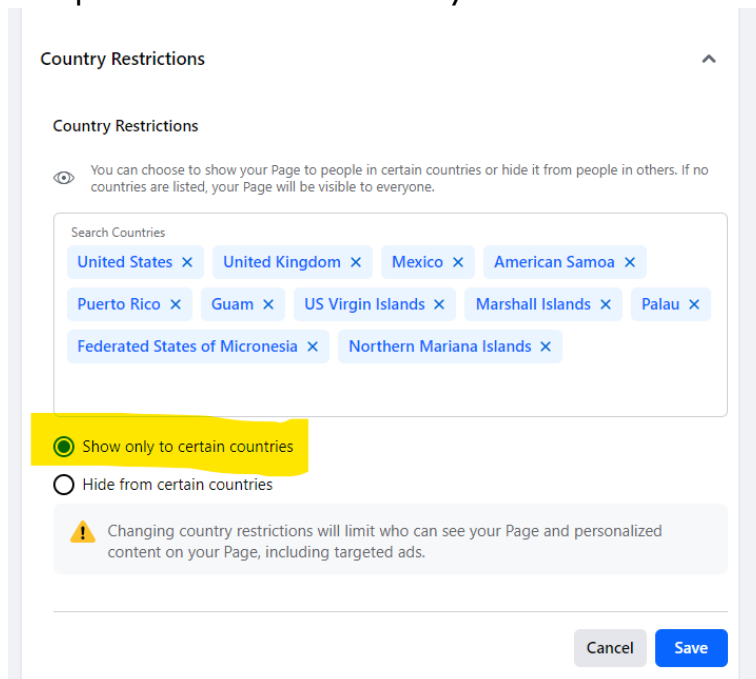 Country Restrictions
Country Restrictions
You can choose to show your Page to people in certain countries or hide it from people in others. If no
countries are listed, your Page will be visible to everyone.
Search Countries
United States × United Kingdom × Mexico × American Samoa ×
Puerto Rico × Guam × US Virgin Islands × Marshall Islands × Palau ×
Federated States of Micronesia × Northern Mariana Islands ×
Show only to certain countries
Hide from certain countries
Changing country restrictions will limit who can see your Page and personalized
content on your Page, including targeted ads.
Cancel Save